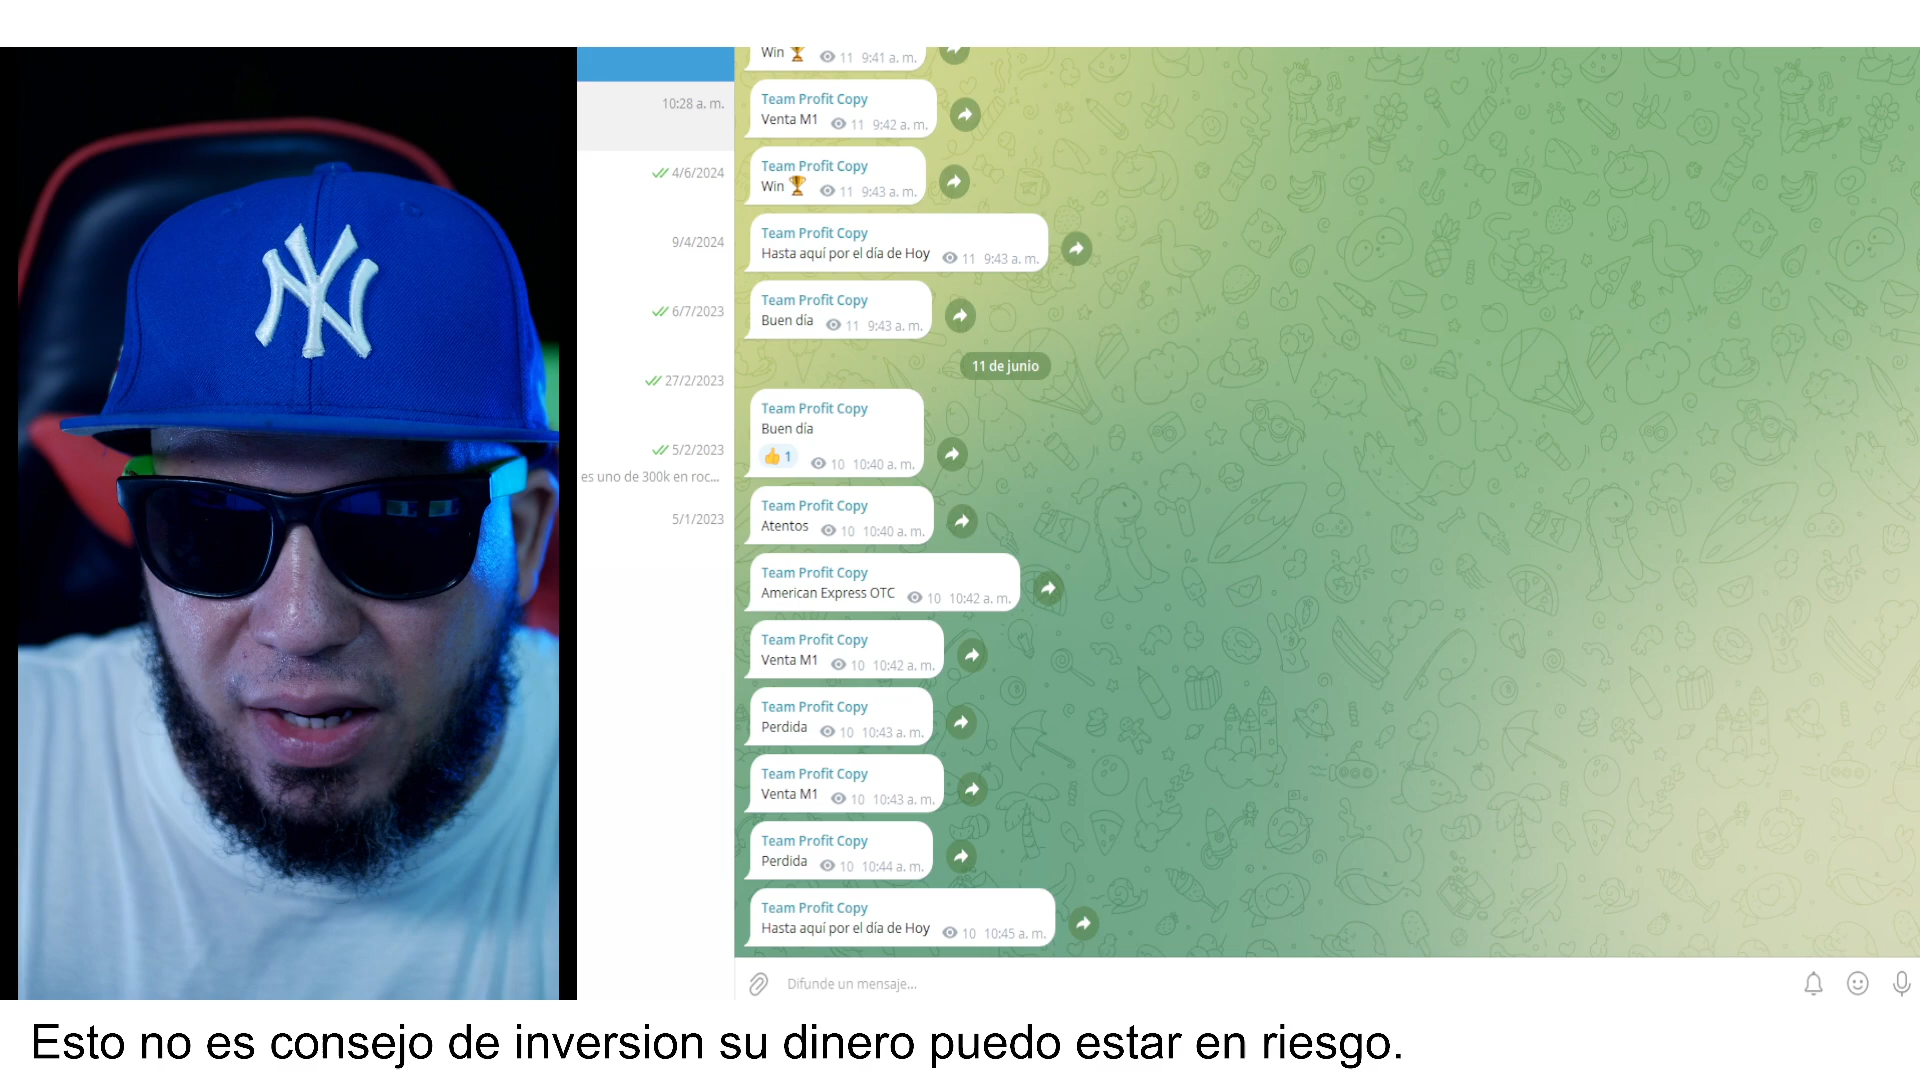 NY
10:28 a. m.
4/6/2024
9/4/2024
6/7/2023
27/2/2023
5/2/2023
es uno de 300k en roc...
5/1/2023
Win 🏆 11 9:41 a. m.
Team Profit Copy
Venta M1 11 9:42 a. m.
Team Profit Copy
Win 🏆 11 9:43 a. m.
Team Profit Copy
Hasta aquí por el día de Hoy 11 9:43 a. m.
Team Profit Copy
Buen día 11 9:43 a. m.
11 de junio
Team Profit Copy
Buen día
👍 1 10 10:40 a. m.
Team Profit Copy
Atentos 10 10:40 a. m.
Team Profit Copy
American Express OTC 10 10:42 a. m.
Team Profit Copy
Venta M1 10 10:42 a. m.
Team Profit Copy
Perdida 10 10:43 a. m.
Team Profit Copy
Venta M1 10 10:43 a. m.
Team Profit Copy
Perdida 10 10:44 a. m.
Team Profit Copy
Hasta aquí por el día de Hoy 10 10:45 a. m.
Difunde un mensaje...
Esto no es consejo de inversion su dinero puedo estar en riesgo.